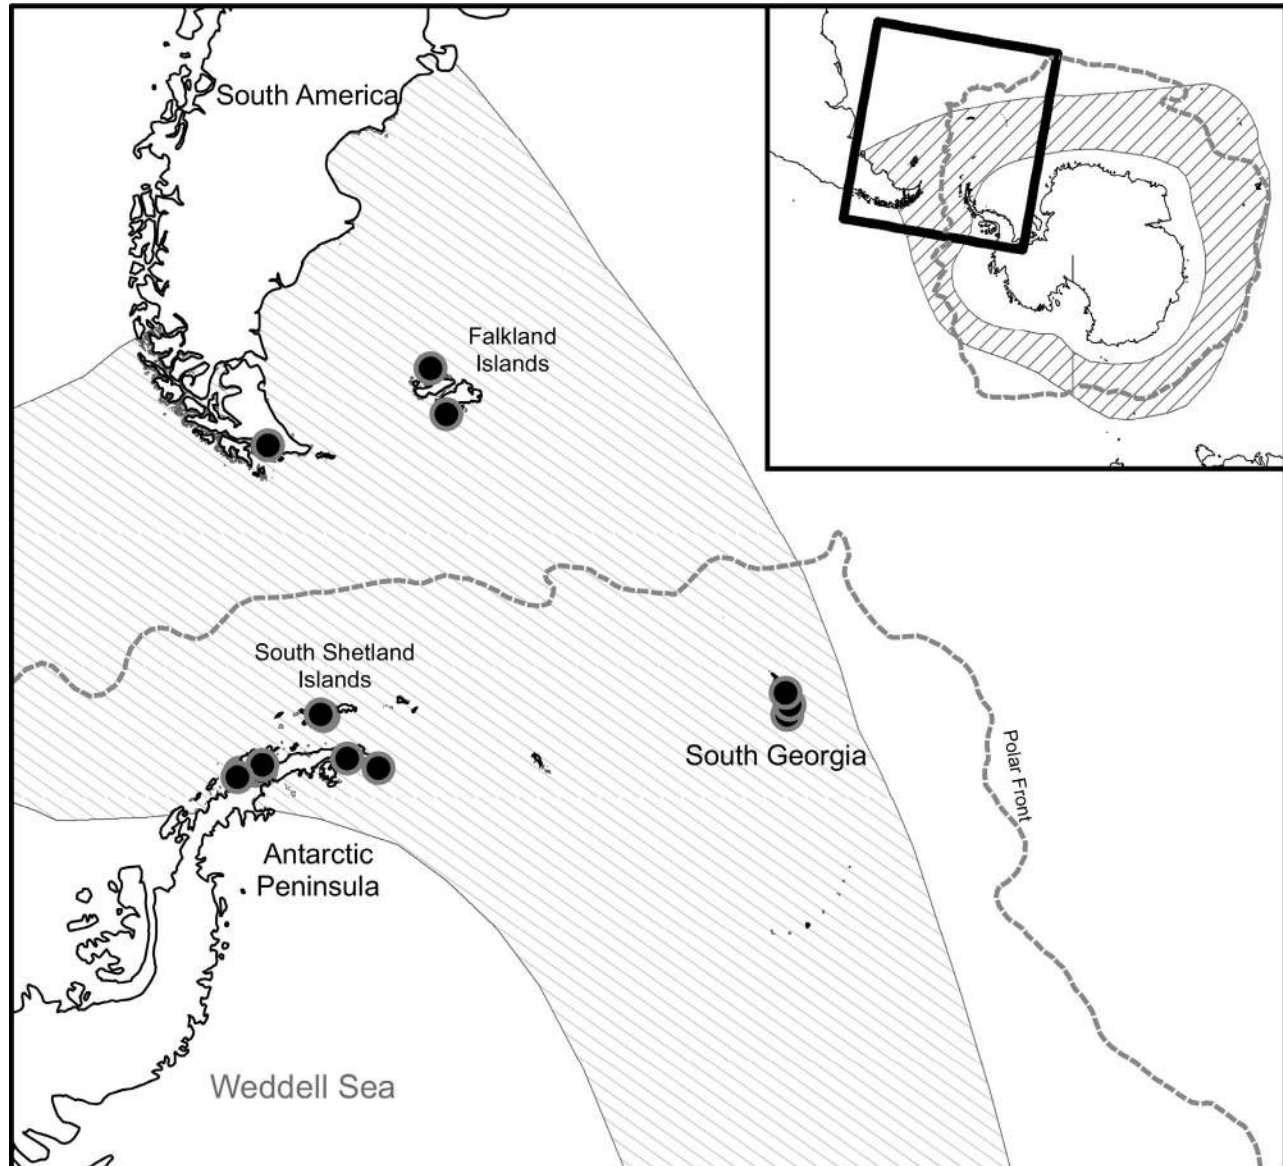 South America
Falkland
Islands
South Shetland
Islands
South Georgia
Polar Front
Antarctic
Peninsula
Weddell Sea